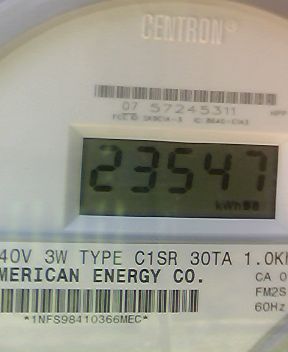 CENTRON®
07 57245311
23547
kWh
40V 3W TYPE C1SR 30TA 1.0K
MERICAN ENERGY CO.
CA 0
FM2S
60Hz
*1NFS98410366MEC*